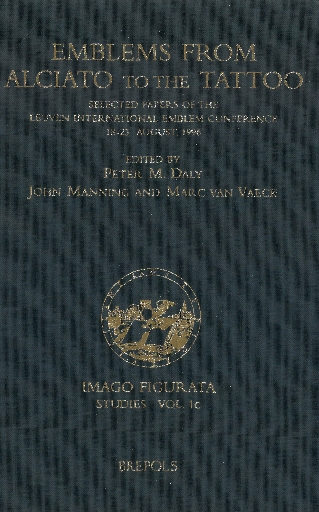 EMBLEMS FROM
ALCIATO TO THE TATTOO
SELECTED PAPERS OF THE
LEUVEN INTERNATIONAL EMBLEM CONFERENCE
18-23 AUGUST, 1996
EDITED BY
PETER M. DALY
JOHN MANNING AND MARC VAN VAECK
IMAGO FIGURATA
STUDIES VOL. 1C
BREPOLS